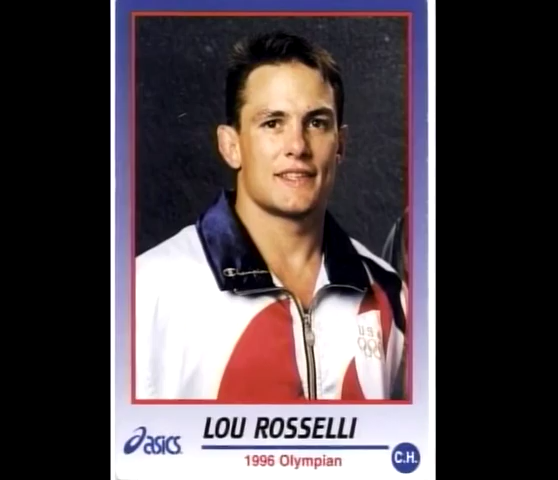 Champion
USA
asics.
LOU ROSSELLI
1996 Olympian
C.H.